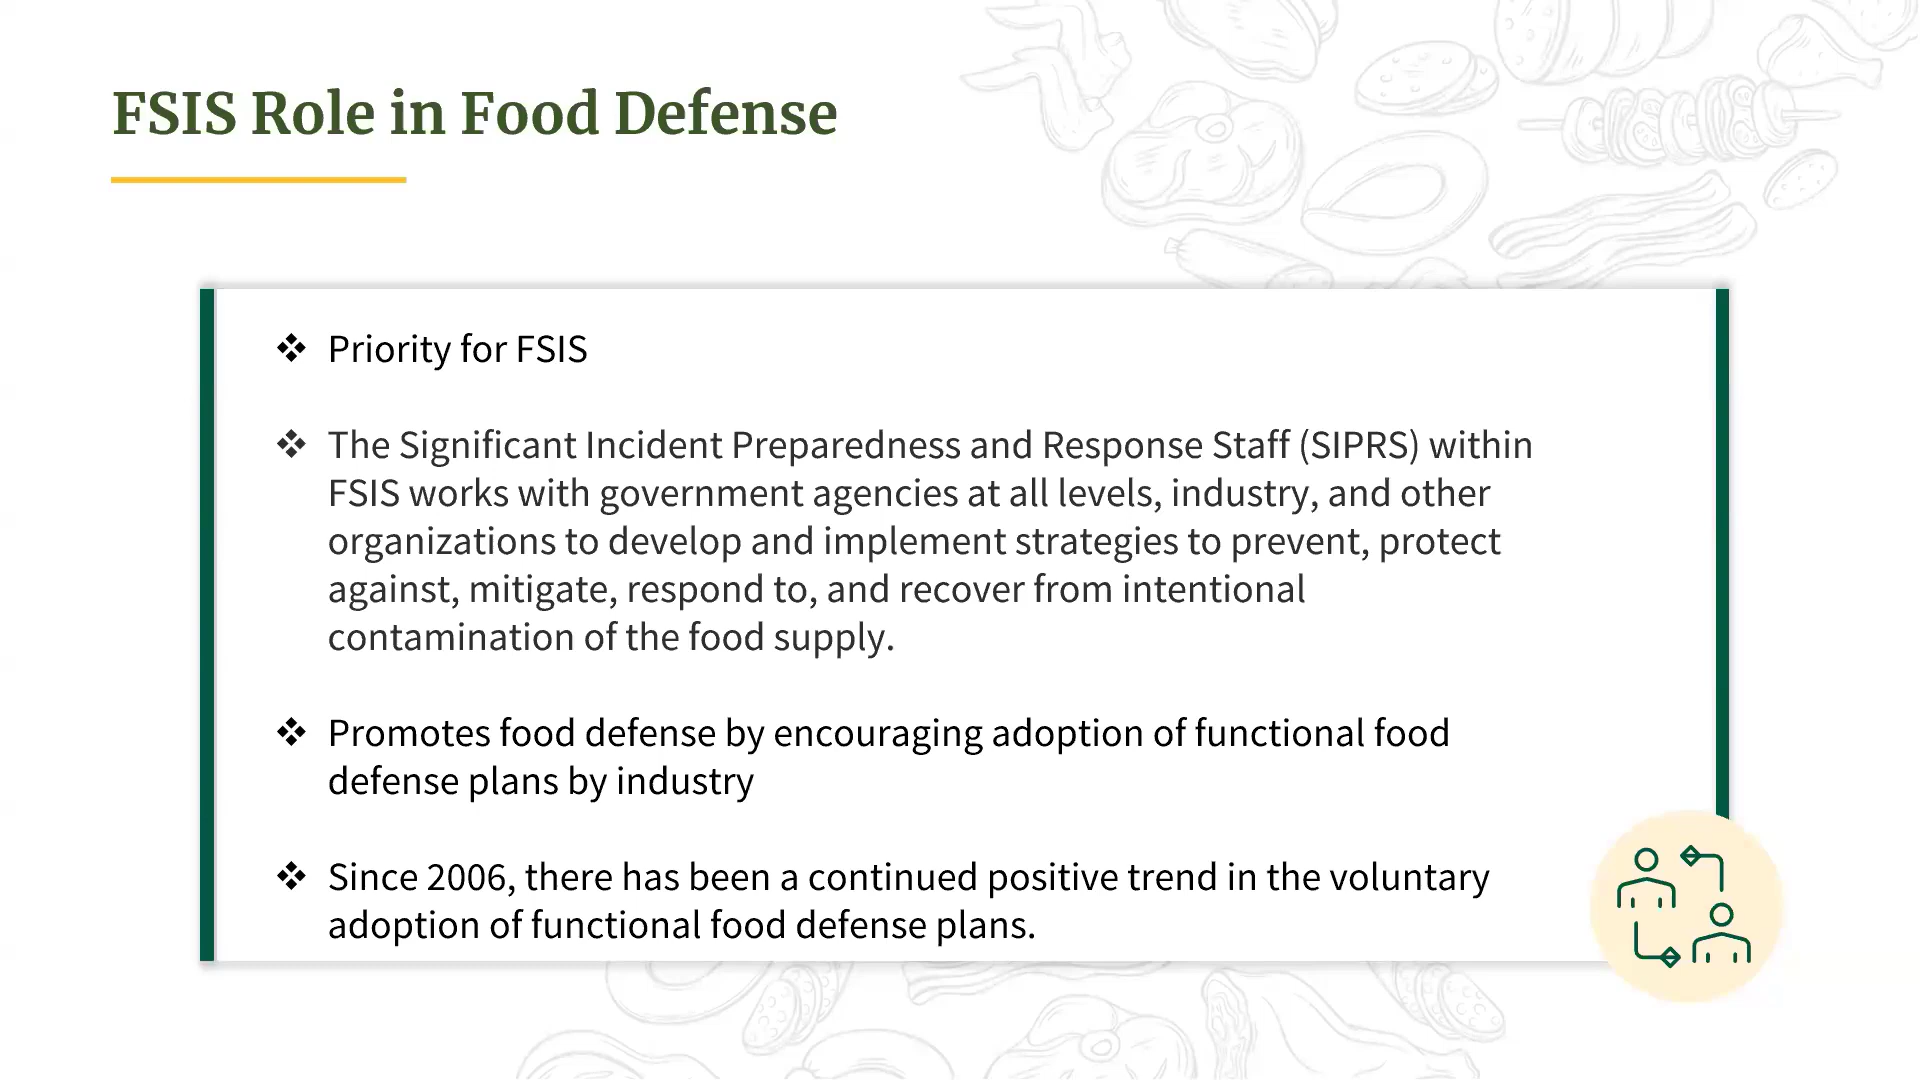 FSIS Role in Food Defense
❖ Priority for FSIS
❖ The Significant Incident Preparedness and Response Staff (SIPRS) within
FSIS works with government agencies at all levels, industry, and other
organizations to develop and implement strategies to prevent, protect
against, mitigate, respond to, and recover from intentional
contamination of the food supply.
❖ Promotes food defense by encouraging adoption of functional food
defense plans by industry
❖ Since 2006, there has been a continued positive trend in the voluntary
adoption of functional food defense plans.